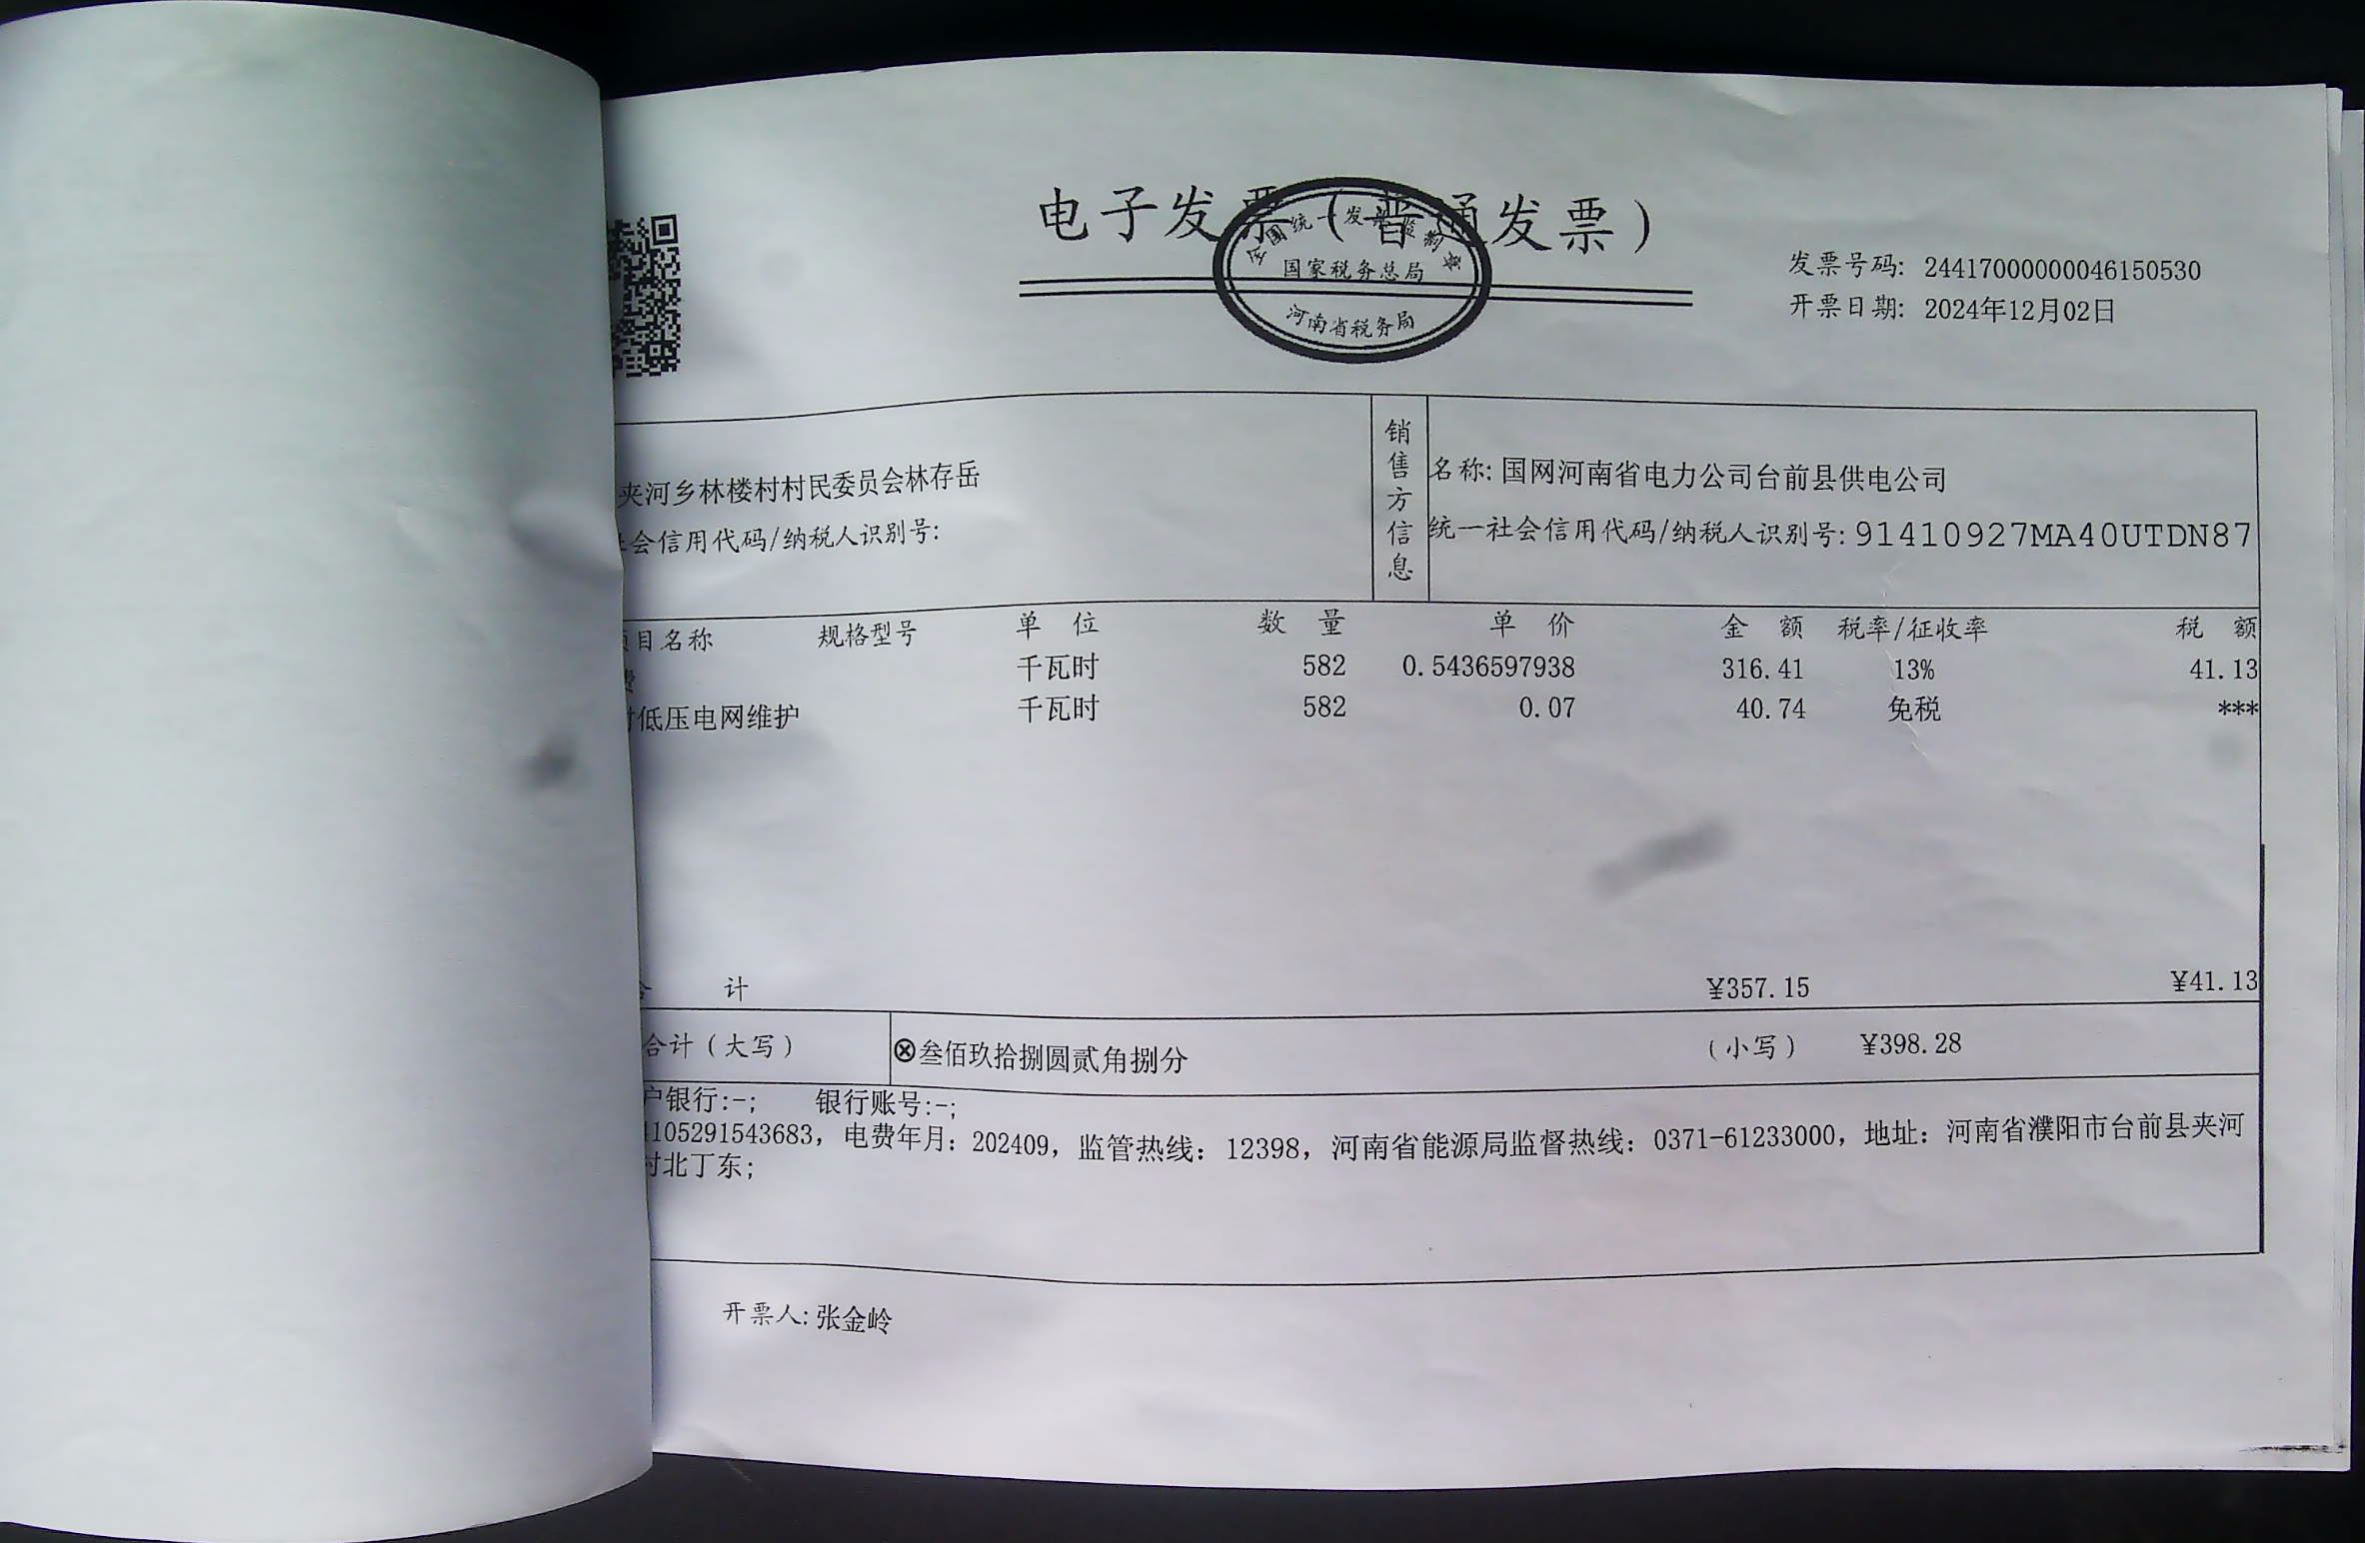 电子发票（普通发票）
全国统一发票监制章
国家税务总局
河南省税务局
发票号码: 24417000000046150530
开票日期: 2024年12月02日
夹河乡林楼村村民委员会林存岳
会信用代码/纳税人识别号:
销售方信息
名称: 国网河南省电力公司台前县供电公司
统一社会信用代码/纳税人识别号: 91410927MA40UTDN87
目名称 规格型号 单位 数量 单价 金额 税率/征收率 税额
费 千瓦时 582 0.5436597938 316.41 13% 41.13
低压电网维护 千瓦时 582 0.07 40.74 免税 ***
计 ¥357.15 ¥41.13
合计（大写） ⊗叁佰玖拾捌圆贰角捌分 （小写） ¥398.28
户银行:-; 银行账号:-;
4105291543683, 电费年月: 202409, 监管热线: 12398, 河南省能源局监督热线: 0371-61233000, 地址: 河南省濮阳市台前县夹河
村北丁东;
开票人: 张金岭